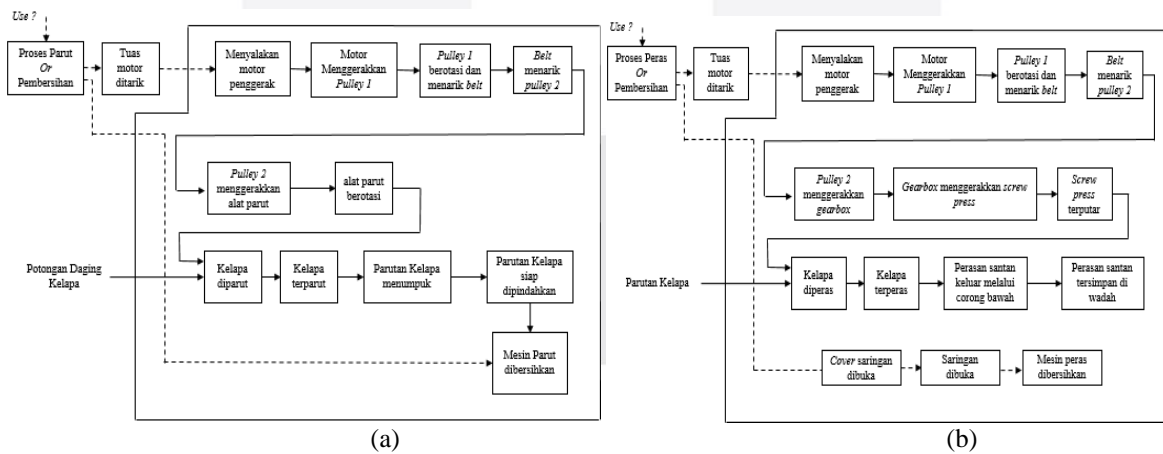 Use ?
Proses Parut
Or
Pembersihan
Tuas
motor
ditarik
Menyalakan
motor
penggerak
Motor
Menggerakkan
Pulley 1
Pulley 1
berotasi dan
menarik belt
Belt
menarik
pulley 2
Pulley 2
menggerakkan
alat parut
alat parut
berotasi
Potongan Daging
Kelapa
Kelapa
diparut
Kelapa
terparut
Parutan Kelapa
menumpuk
Parutan Kelapa
siap
dipindahkan
Mesin Parut
dibersihkan
(a)
Use ?
Proses Peras
Or
Pembersihan
Tuas
motor
ditarik
Menyalakan
motor
penggerak
Motor
Menggerakkan
Pulley 1
Pulley 1
berotasi dan
menarik belt
Belt
menarik
pulley 2
Pulley 2
menggerakkan
gearbox
Gearbox menggerakkan screw
press
Screw
press
terputar
Parutan Kelapa
Kelapa
diperas
Kelapa
terperas
Perasan santan
keluar melalui
corong bawah
Perasan santan
tersimpan di
wadah
Cover saringan
dibuka
Saringan
dibuka
Mesin peras
dibersihkan
(b)